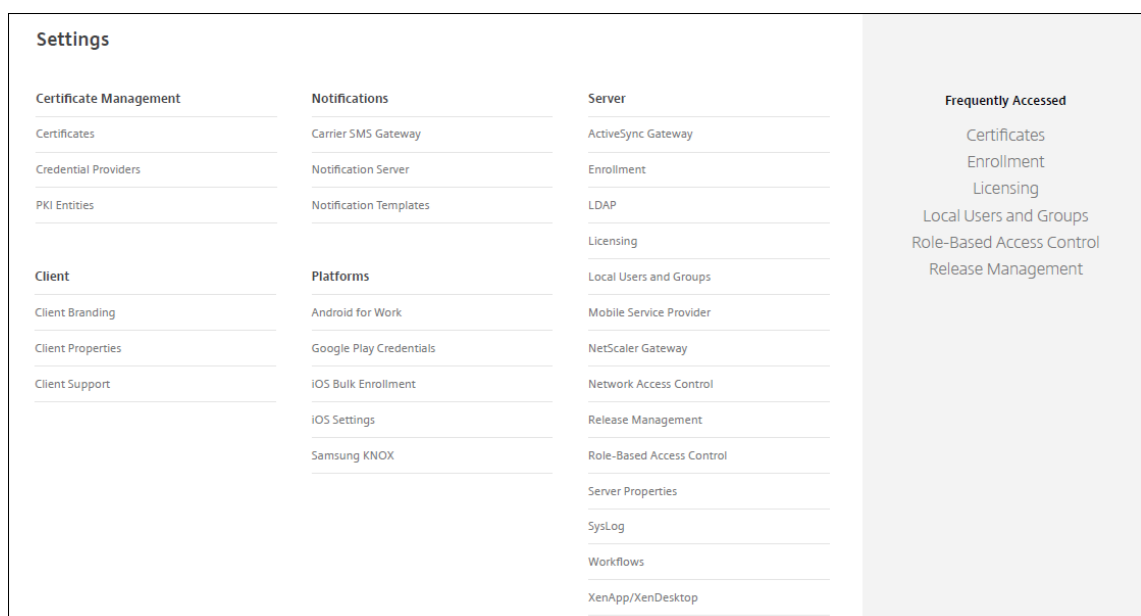 Settings
Certificate Management
Certificates
Credential Providers
PKI Entities
Client
Client Branding
Client Properties
Client Support
Notifications
Carrier SMS Gateway
Notification Server
Notification Templates
Platforms
Android for Work
Google Play Credentials
iOS Bulk Enrollment
iOS Settings
Samsung KNOX
Server
ActiveSync Gateway
Enrollment
LDAP
Licensing
Local Users and Groups
Mobile Service Provider
NetScaler Gateway
Network Access Control
Release Management
Role-Based Access Control
Server Properties
SysLog
Workflows
XenApp/XenDesktop
Frequently Accessed
Certificates
Enrollment
Licensing
Local Users and Groups
Role-Based Access Control
Release Management